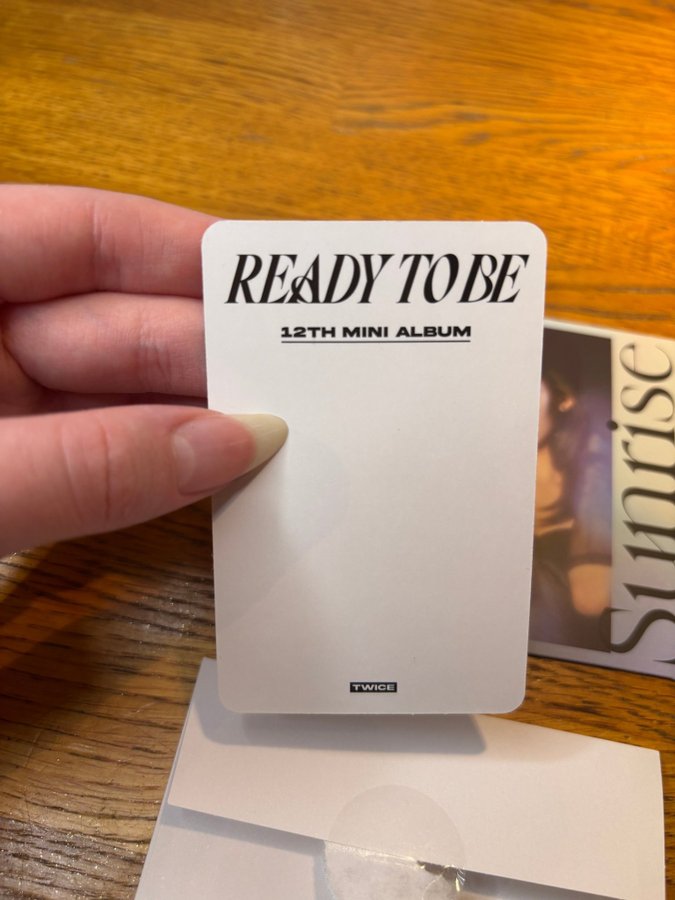 READY TO BE
12TH MINI ALBUM
TWICE
Sunrise